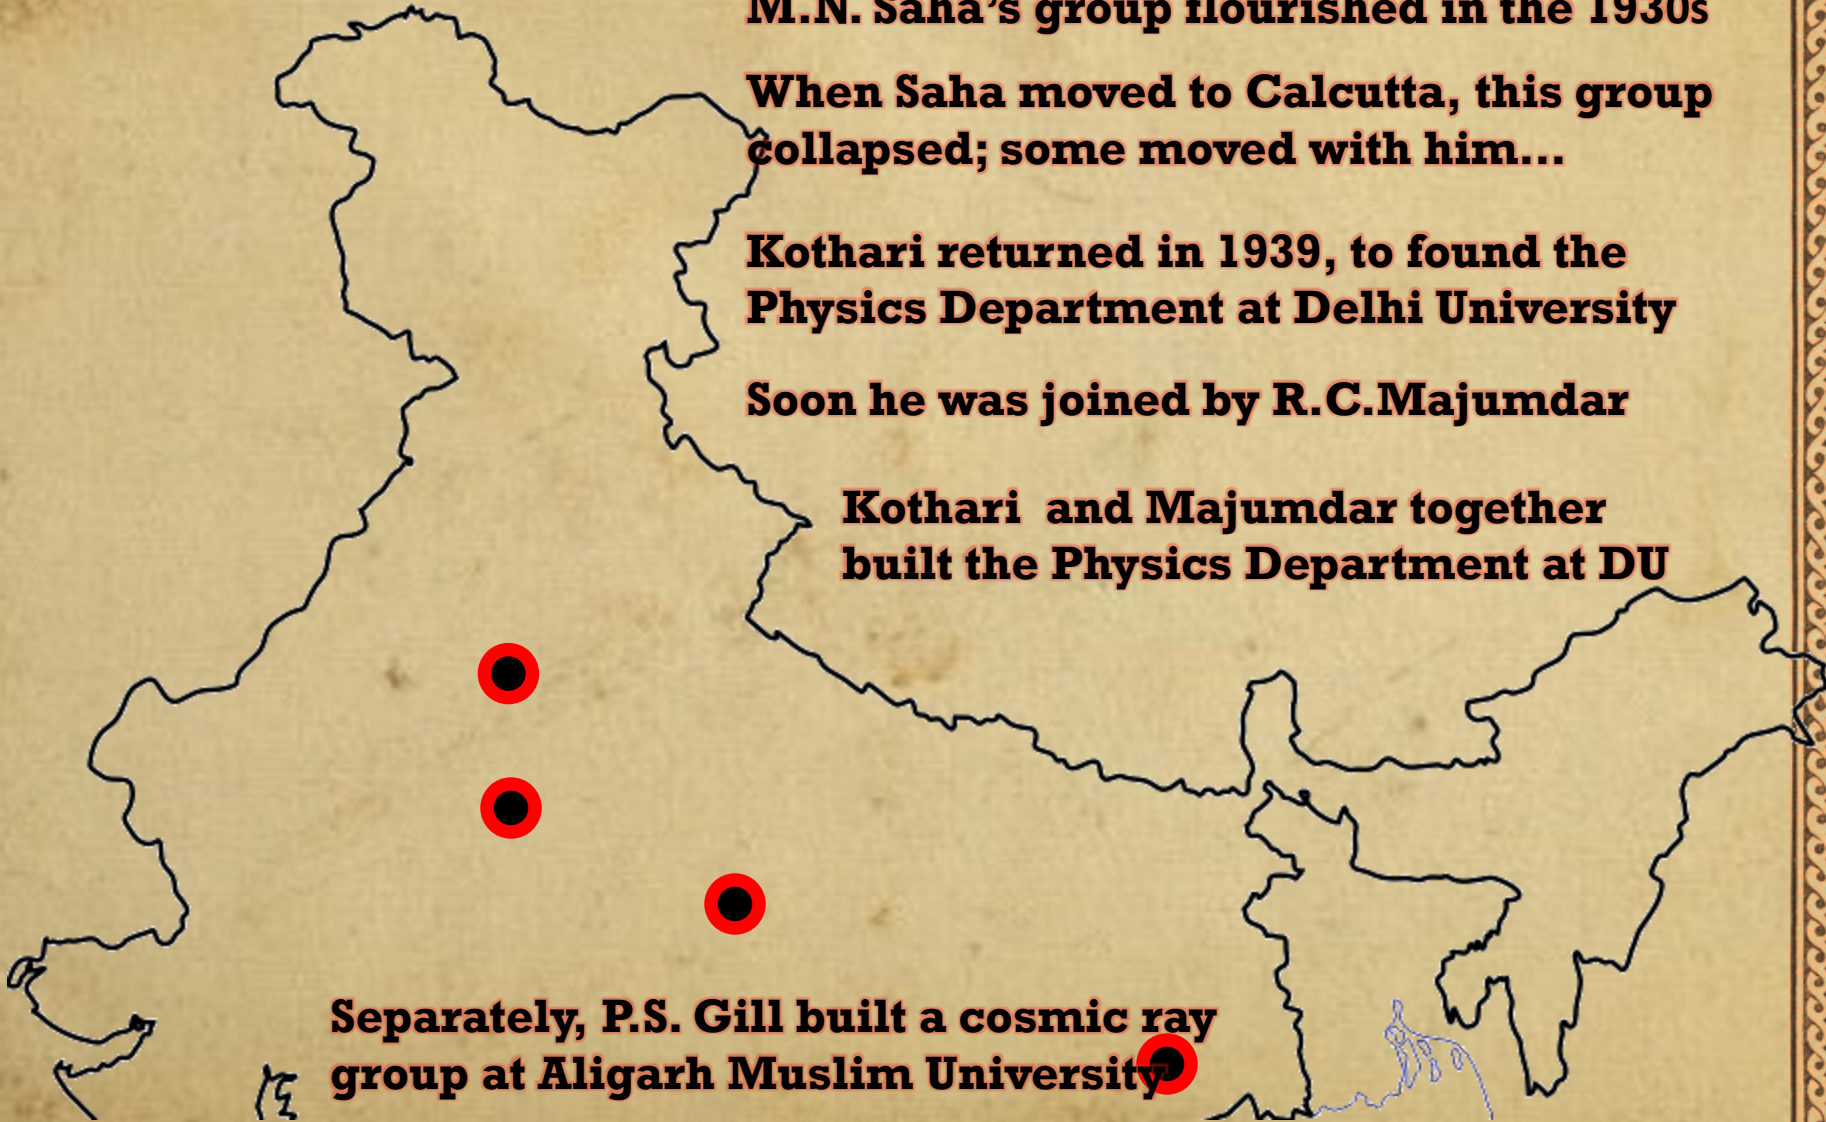 M.N. Saha's group flourished in the 1930s
When Saha moved to Calcutta, this group
collapsed; some moved with him...
Kothari returned in 1939, to found the
Physics Department at Delhi University
Soon he was joined by R.C.Majumdar
Kothari and Majumdar together
built the Physics Department at DU
Separately, P.S. Gill built a cosmic ray
group at Aligarh Muslim University